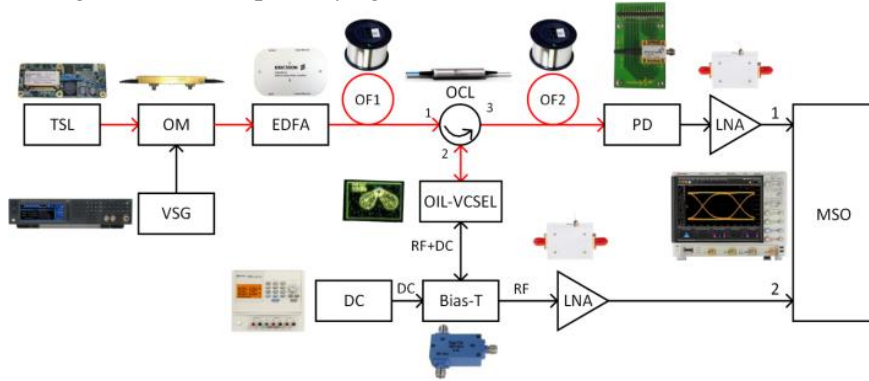 OCL
OF1
OF2
1
3
2
TSL
OM
EDFA
PD
LNA
1
ERICSSON
VSG
OIL-VCSEL
MSO
RF+DC
DC
DC
Bias-T
RF
LNA
2